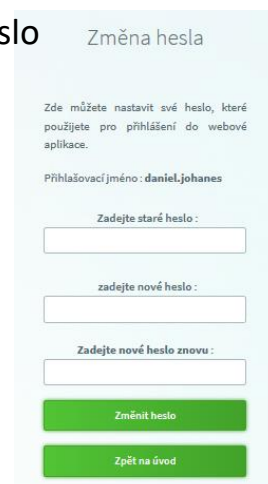 slo
Změna hesla
Zde můžete nastavit své heslo, které
použijete pro přihlášení do webové
aplikace.
Přihlašovací jméno : daniel.johanes
Zadejte staré heslo :
zadejte nové heslo :
Zadejte nové heslo znovu :
Změnit heslo
Zpět na úvod